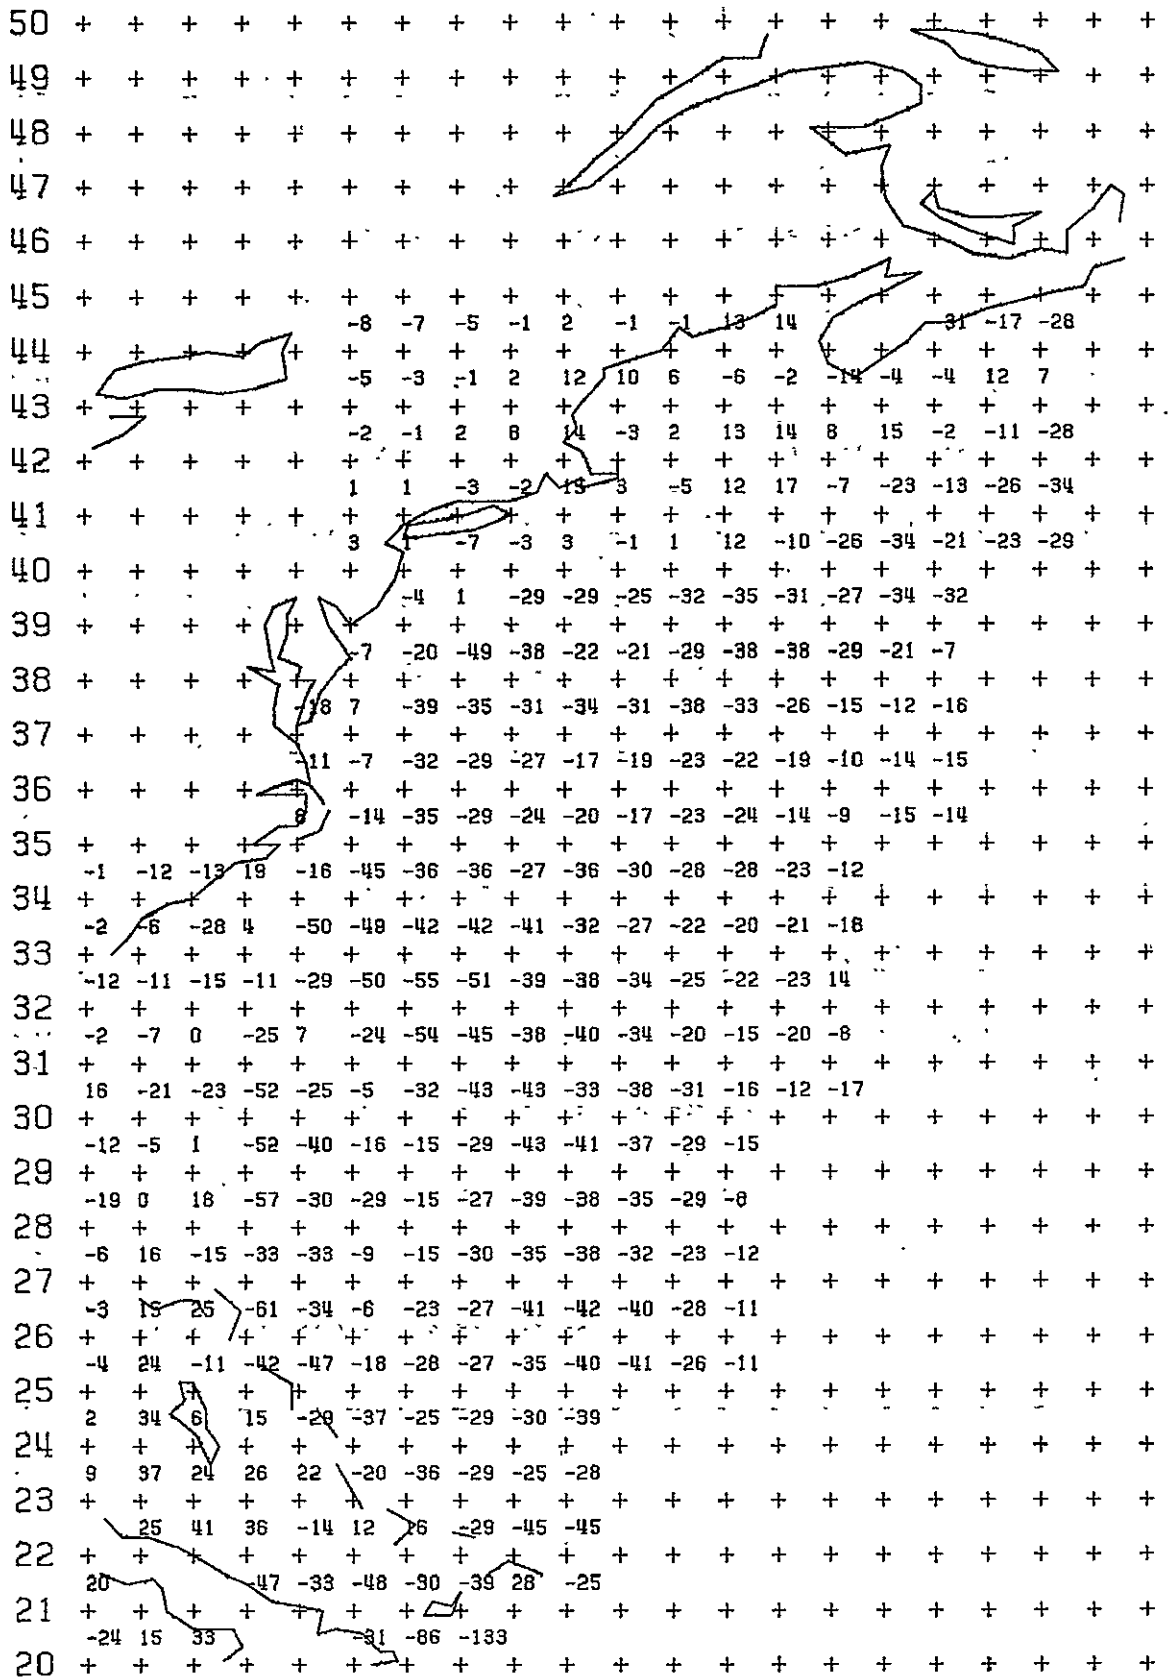 50 + + + + + + + + + + + + + + + + + + + + +
49 + + + + + + + + + + + + + + + + + + + + +
48 + + + + + + + + + + + + + + + + + + + + +
47 + + + + + + + + + + + + + + + + + + + + +
46 + + + + + + + + + + + + + + + + + + + + +
45 + + + + + + + + + + + + + + + + + + + + +
-8 -7 -5 -1 2 -1 -1 13 14 -31 -17 -28
44 + + + + + + + + + + + + + + + + + + + + +
-5 -3 -1 2 12 10 6 -6 -2 -14 -4 -4 12 7
43 + + + + + + + + + + + + + + + + + + + + +
-2 -1 2 8 14 -3 2 13 14 8 15 -2 -11 -28
42 + + + + + + + + + + + + + + + + + + + + +
1 1 -3 -2 15 3 -5 12 17 -7 -23 -13 -26 -34
41 + + + + + + + + + + + + + + + + + + + + +
3 1 -7 -3 3 -1 1 12 -10 -26 -34 -21 -23 -29
40 + + + + + + + + + + + + + + + + + + + + +
-4 1 -29 -29 -25 -32 -35 -31 -27 -34 -32
39 + + + + + + + + + + + + + + + + + + + + +
-7 -20 -49 -38 -22 -21 -29 -38 -38 -29 -21 -7
38 + + + + + + + + + + + + + + + + + + + + +
-18 7 -39 -35 -31 -34 -31 -38 -33 -26 -15 -12 -16
37 + + + + + + + + + + + + + + + + + + + + +
-11 -7 -32 -29 -27 -17 -19 -23 -22 -19 -10 -14 -15
36 + + + + + + + + + + + + + + + + + + + + +
8 -14 -35 -29 -24 -20 -17 -23 -24 -14 -9 -15 -14
35 + + + + + + + + + + + + + + + + + + + + +
-1 -12 -13 19 -16 -45 -36 -36 -27 -36 -30 -28 -28 -23 -12
34 + + + + + + + + + + + + + + + + + + + + +
-2 -6 -28 4 -50 -49 -42 -42 -41 -32 -27 -22 -20 -21 -18
33 + + + + + + + + + + + + + + + + + + + + +
-12 -11 -15 -11 -29 -50 -55 -51 -39 -38 -34 -25 -22 -23 14
32 + + + + + + + + + + + + + + + + + + + + +
-2 -7 0 -25 7 -24 -54 -45 -38 -40 -34 -20 -15 -20 -8
31 + + + + + + + + + + + + + + + + + + + + +
16 -21 -23 -52 -25 -5 -32 -43 -43 -33 -38 -31 -16 -12 -17
30 + + + + + + + + + + + + + + + + + + + + +
-12 -5 1 -52 -40 -16 -15 -29 -43 -41 -37 -29 -15
29 + + + + + + + + + + + + + + + + + + + + +
-19 0 18 -57 -30 -29 -15 -27 -39 -38 -35 -29 -8
28 + + + + + + + + + + + + + + + + + + + + +
-6 16 -15 -33 -33 -9 -15 -30 -35 -38 -32 -23 -12
27 + + + + + + + + + + + + + + + + + + + + +
-3 15 25 -61 -34 -6 -23 -27 -41 -42 -40 -28 -11
26 + + + + + + + + + + + + + + + + + + + + +
-4 24 -11 -42 -47 -18 -28 -27 -35 -40 -41 -26 -11
25 + + + + + + + + + + + + + + + + + + + + +
2 34 6 15 -29 -37 -25 -29 -30 -39
24 + + + + + + + + + + + + + + + + + + + + +
9 37 24 26 22 -20 -36 -29 -25 -28
23 + + + + + + + + + + + + + + + + + + + + +
25 41 36 -14 12 26 -29 -45 -45
22 + + + + + + + + + + + + + + + + + + + + +
20 -47 -33 -48 -30 -39 28 -25
21 + + + + + + + + + + + + + + + + + + + + +
-24 15 33 -31 -86 -133
20 + + + + + + + + + + + + + + + + + + + + +